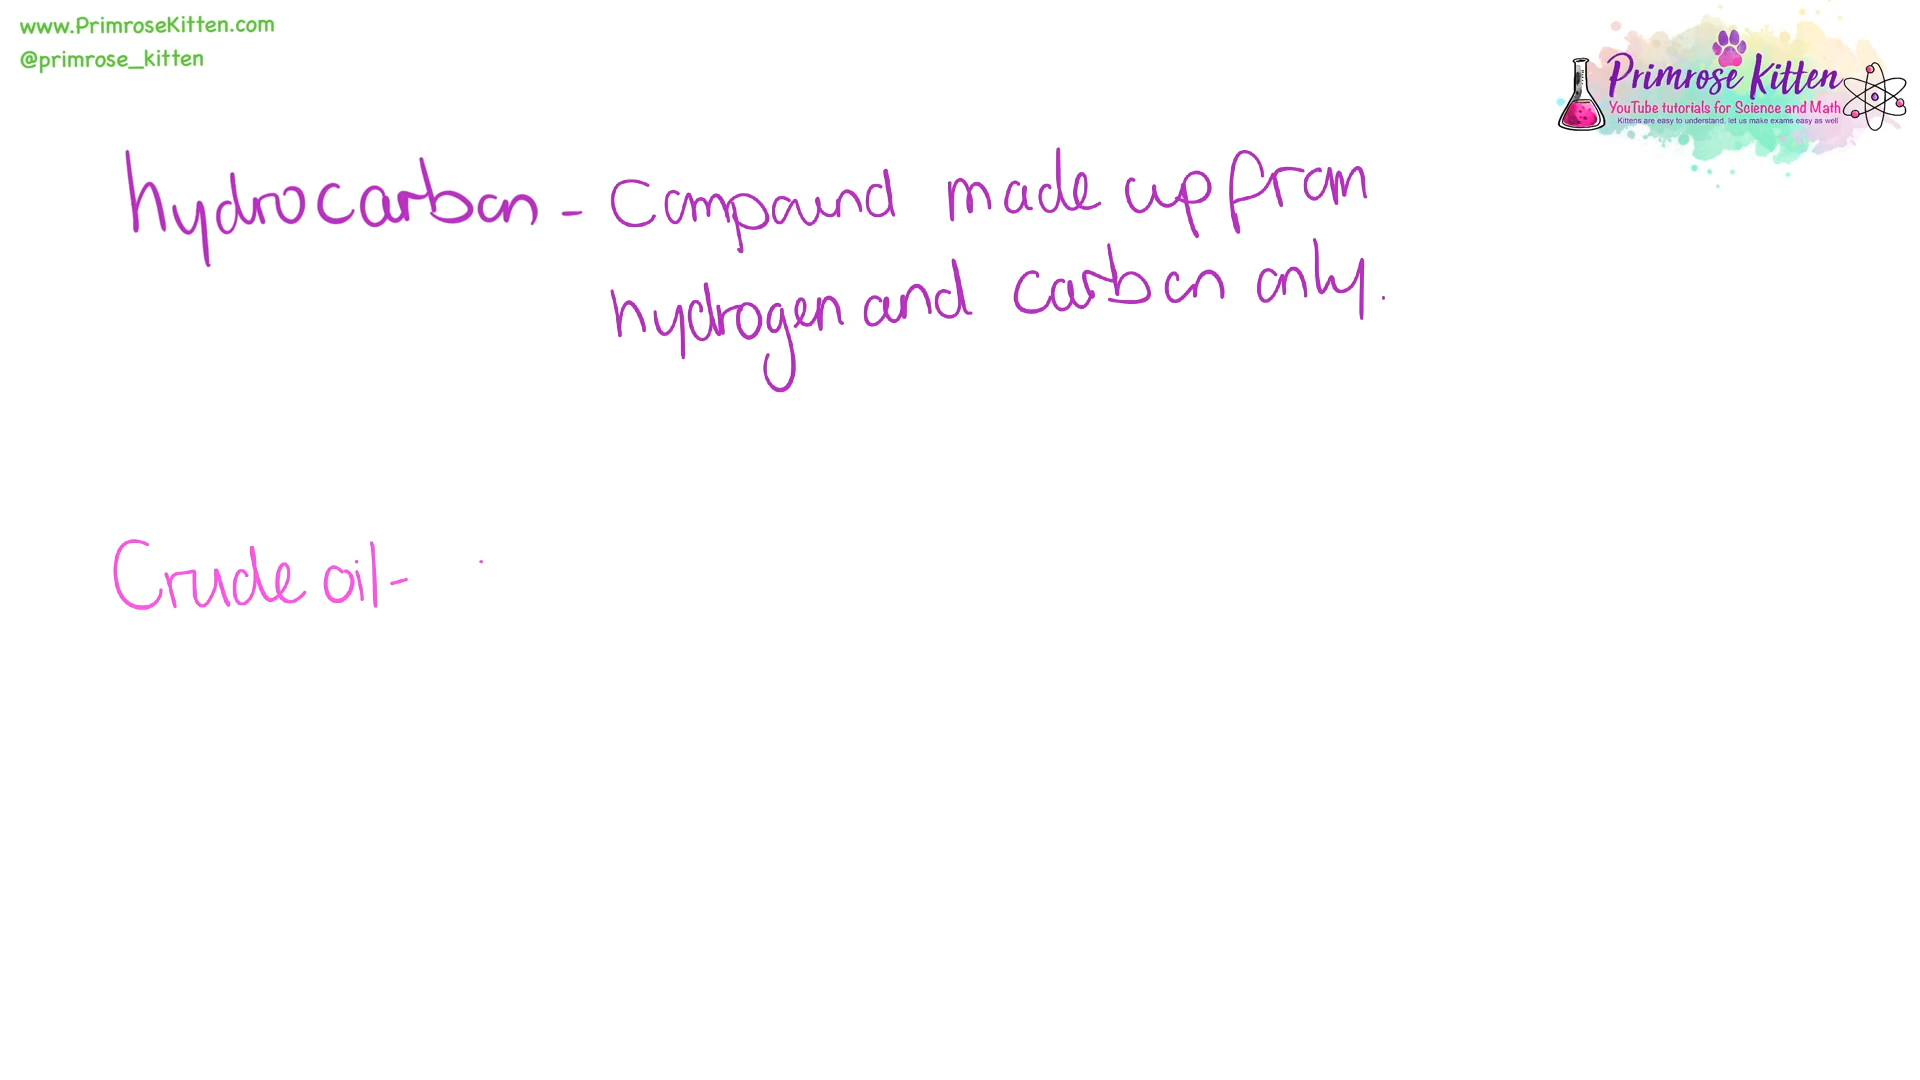 www.PrimroseKitten.com
@primrose_kitten
Primrose Kitten
YouTube tutorials for Science and Math
Kittens are easy to understand, let us make exams easy as well
hydrocarbon - Compound made up from
hydrogen and carbon only.
Crude oil-